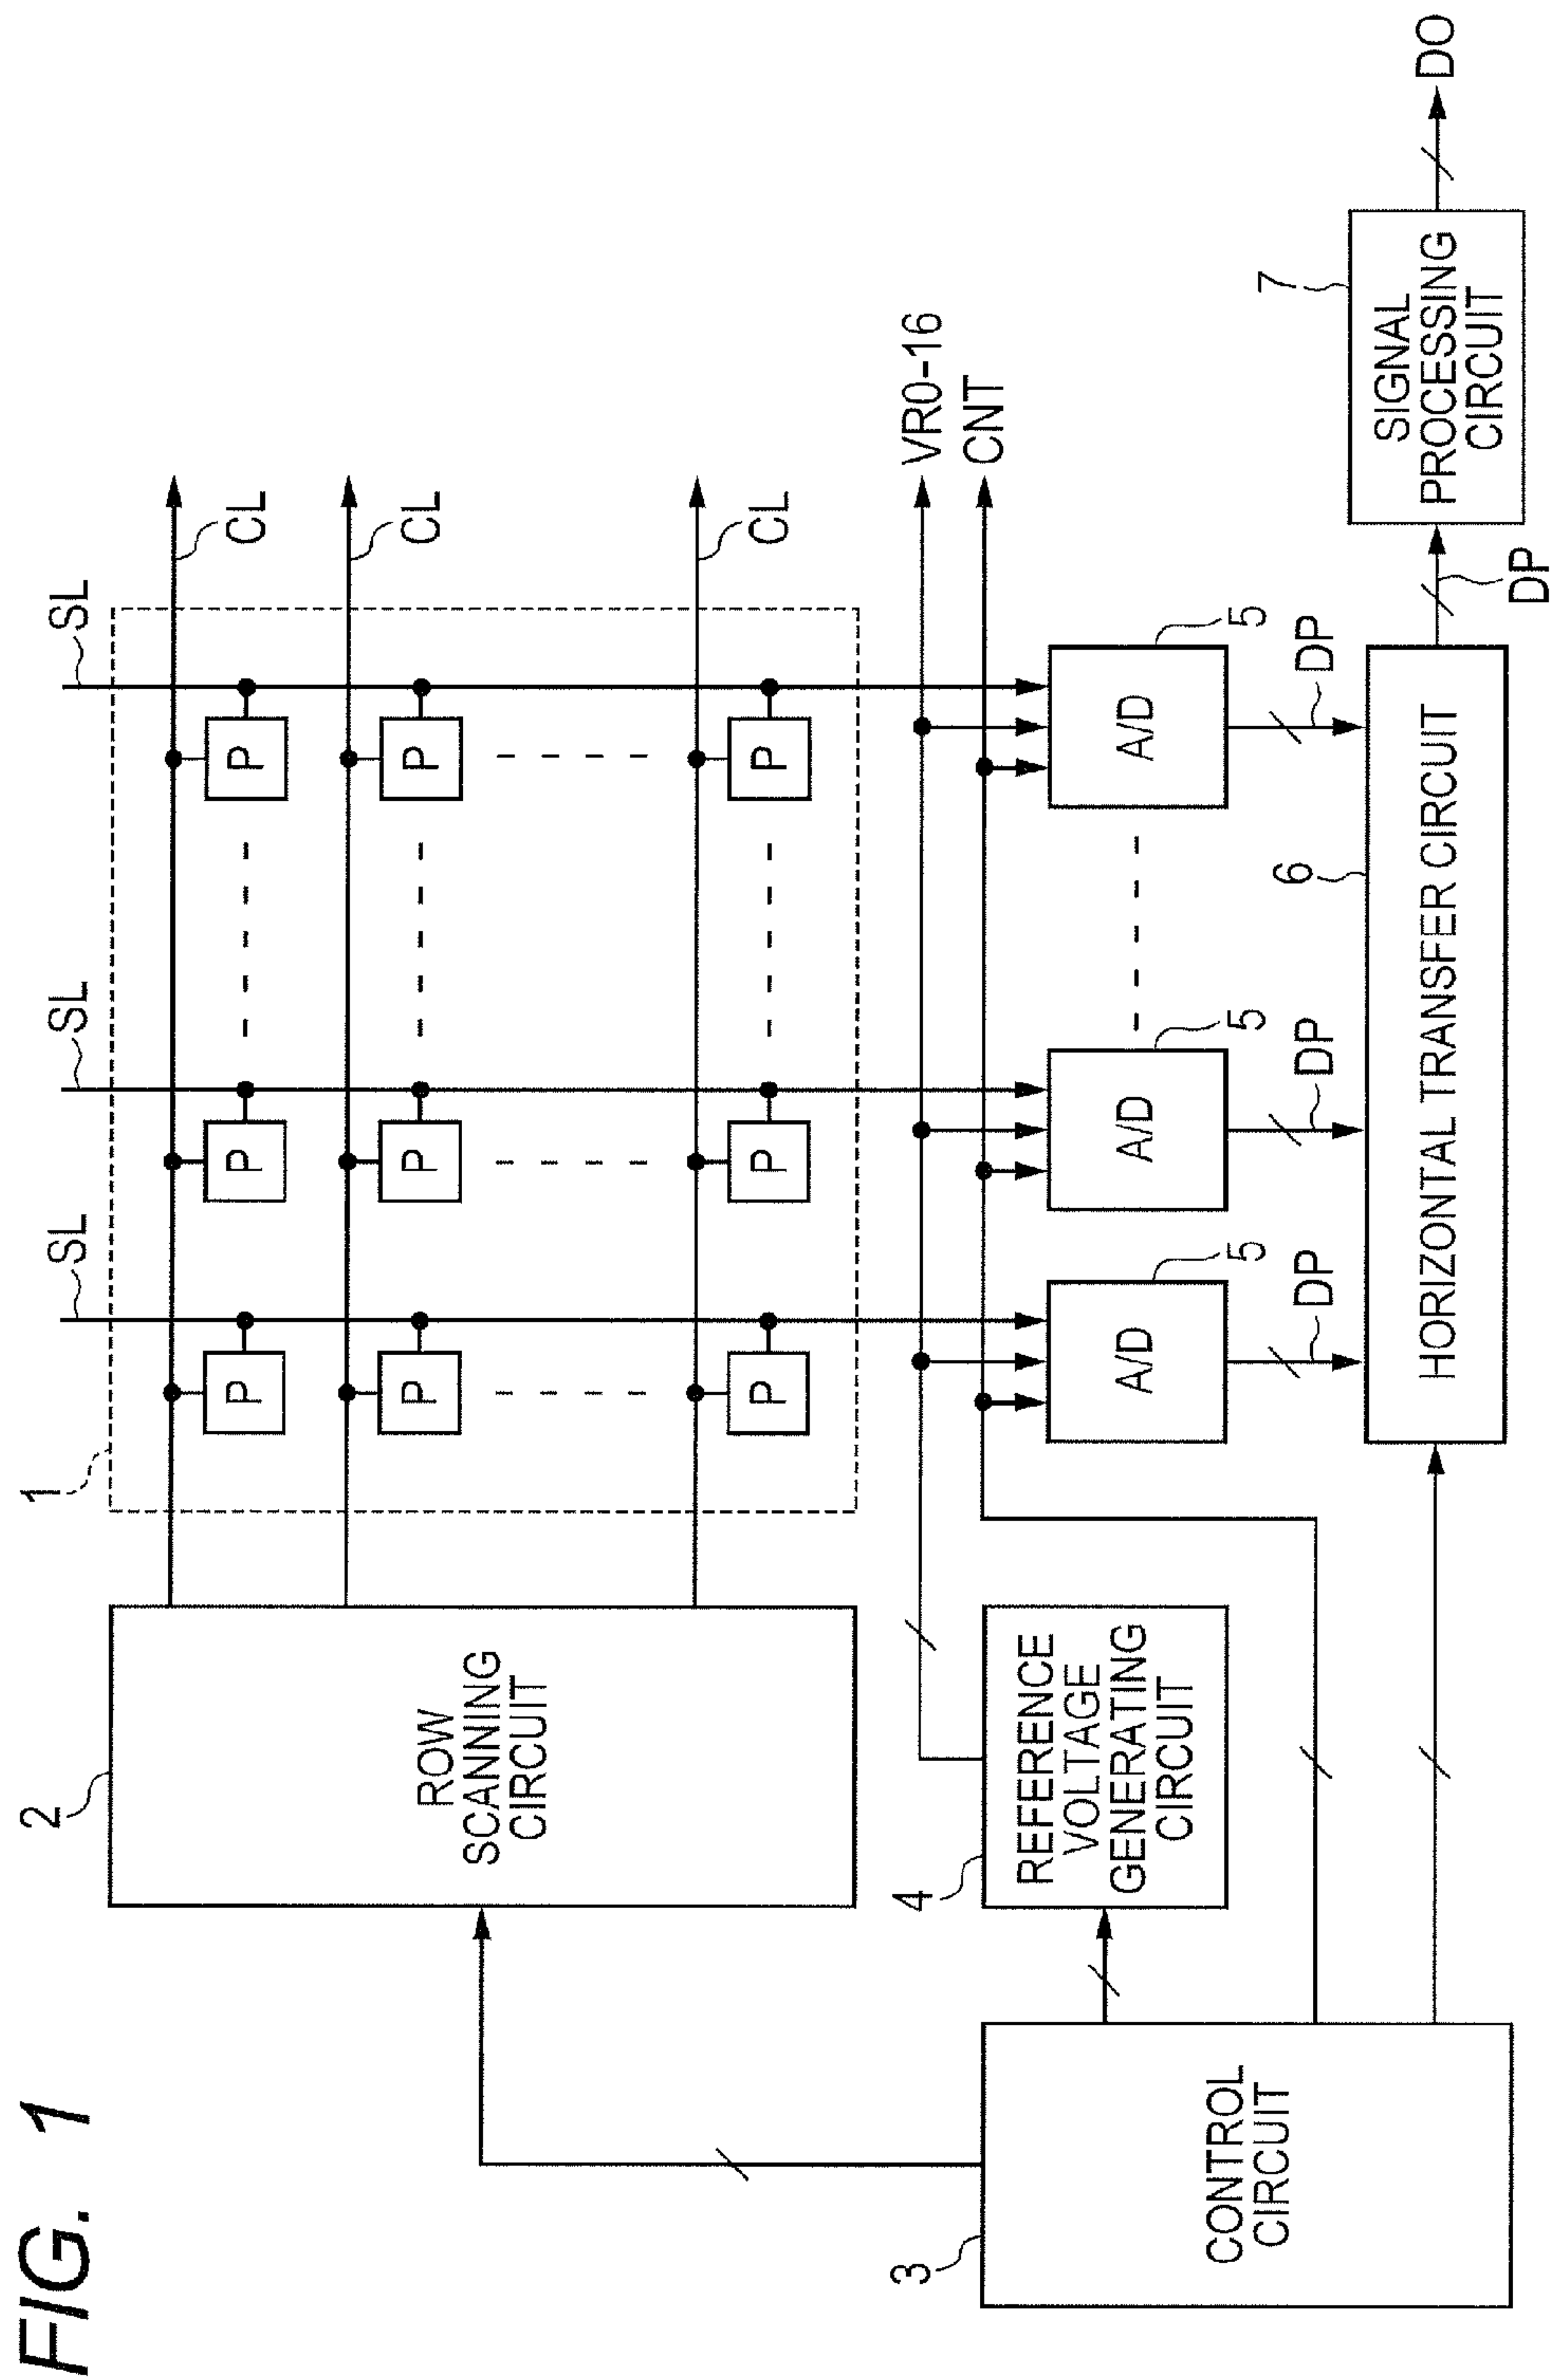 FIG. 1
1
SL
SL
SL
2
ROW
SCANNING
CIRCUIT
P
P
P
CL
P
P
P
CL
P
P
P
CL
VR0-16
CNT
3
CONTROL
CIRCUIT
4
REFERENCE
VOLTAGE
GENERATING
CIRCUIT
A/D
5
A/D
5
A/D
5
DP
DP
DP
6
HORIZONTAL TRANSFER CIRCUIT
DP
7
SIGNAL
PROCESSING
CIRCUIT
DO